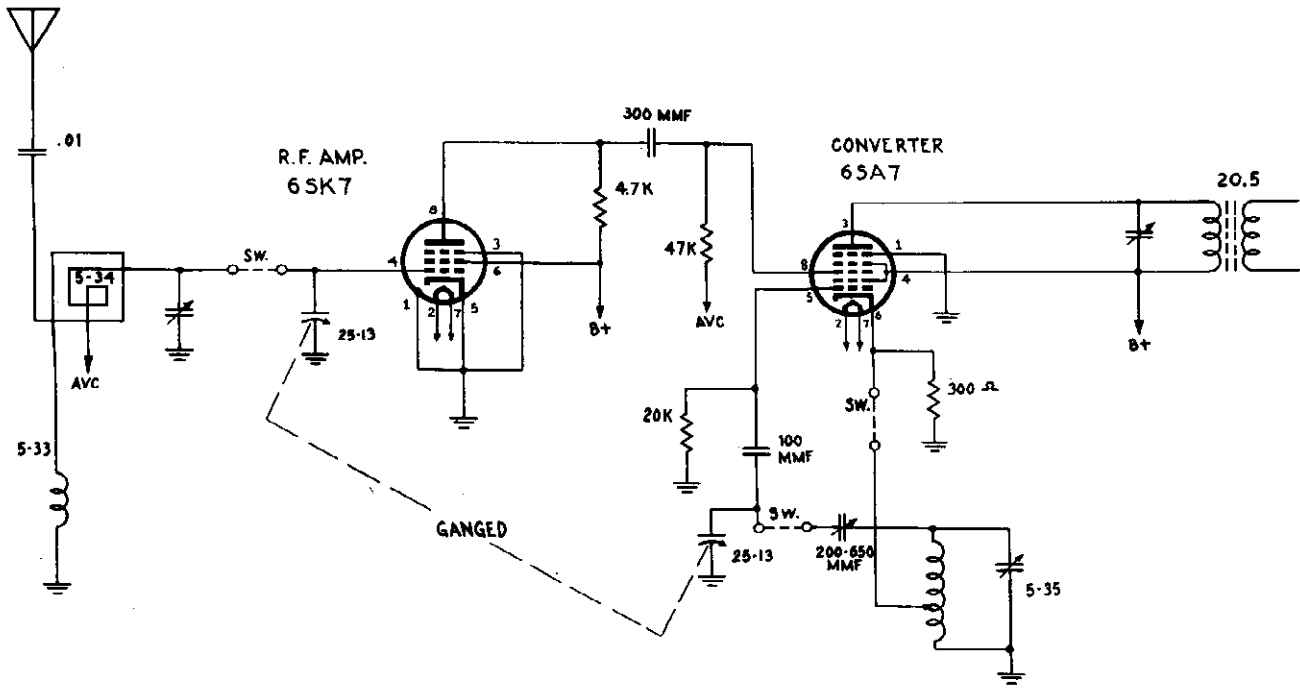 .01
R.F. AMP.
6SK7
300 MMF
CONVERTER
6SA7
20.5
4.7K
47K
8
3
6
4
1
2
7
5
SW.
5-34
AVC
25-13
B+
AVC
3
1
8
4
5
2
7
6
B+
5-33
20K
100
MMF
SW.
300 Ω
GANGED
SW.
25-13
200-650
MMF
5-35